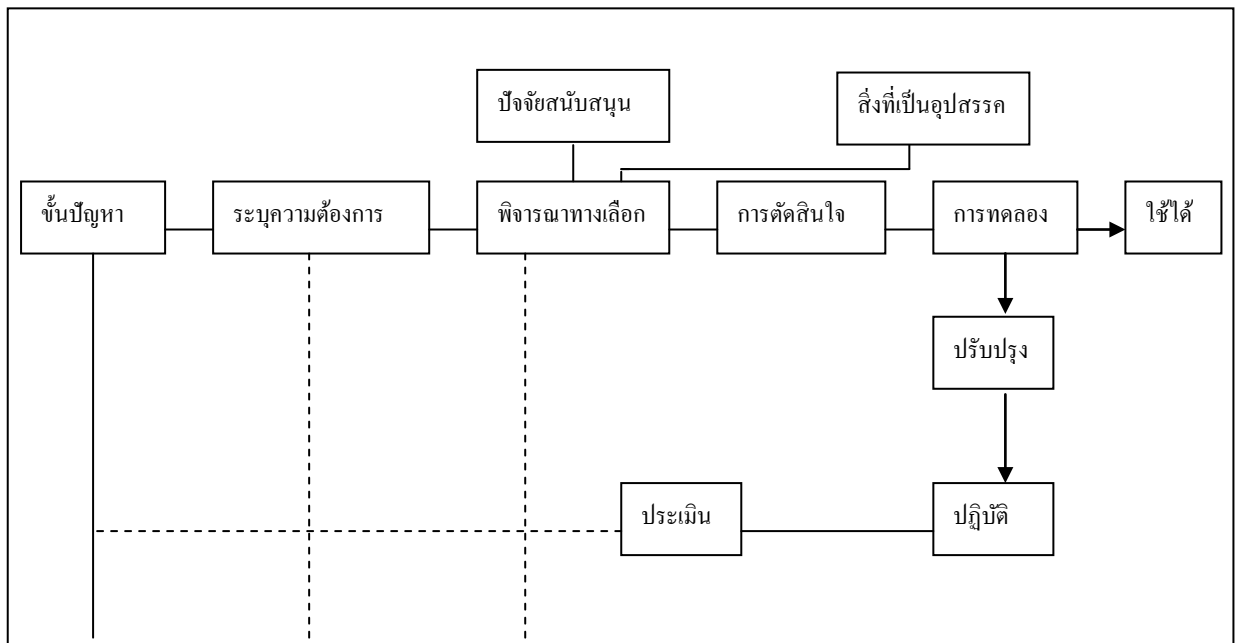 ปัจจัยสนับสนุน
สิ่งที่เป็นอุปสรรค
ขั้นปัญหา
ระบุความต้องการ
พิจารณาทางเลือก
การตัดสินใจ
การทดลอง
ใช้ได้
ปรับปรุง
ประเมิน
ปฏิบัติ